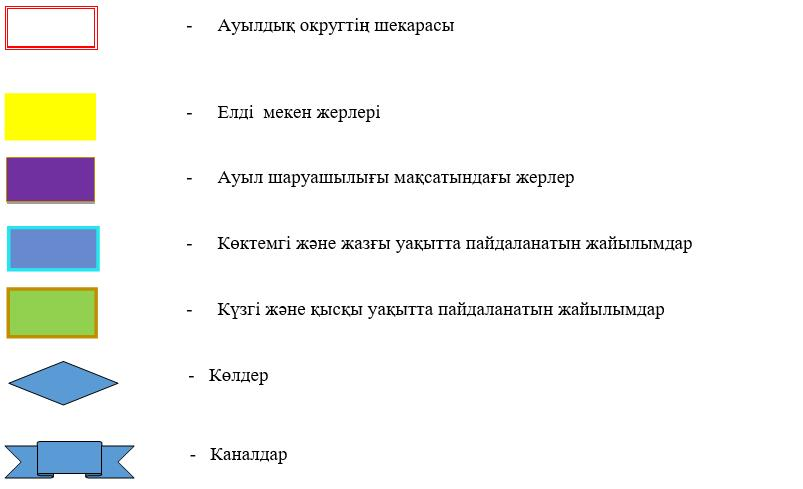 - Ауылдық округтің шекарасы
- Елді мекен жерлері
- Ауыл шаруашылығы мақсатындағы жерлер
- Көктемгі және жазғы уақытта пайдаланатын жайылымдар
- Күзгі және қысқы уақытта пайдаланатын жайылымдар
- Көлдер
- Каналдар